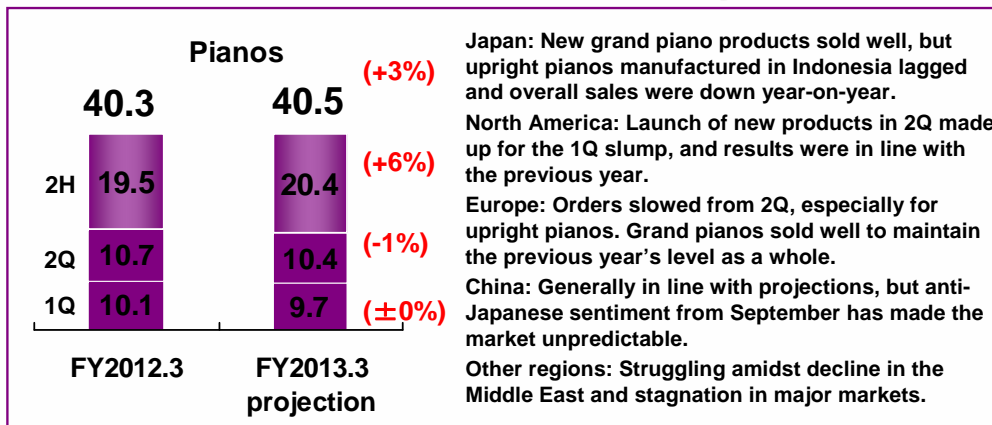 Pianos
40.3
40.5
(+3%)
2H
19.5
20.4
(+6%)
2Q
10.7
10.4
(-1%)
1Q
10.1
9.7
(±0%)
FY2012.3
FY2013.3
projection
Japan: New grand piano products sold well, but
upright pianos manufactured in Indonesia lagged
and overall sales were down year-on-year.
North America: Launch of new products in 2Q made
up for the 1Q slump, and results were in line with
the previous year.
Europe: Orders slowed from 2Q, especially for
upright pianos. Grand pianos sold well to maintain
the previous year’s level as a whole.
China: Generally in line with projections, but anti-
Japanese sentiment from September has made the
market unpredictable.
Other regions: Struggling amidst decline in the
Middle East and stagnation in major markets.